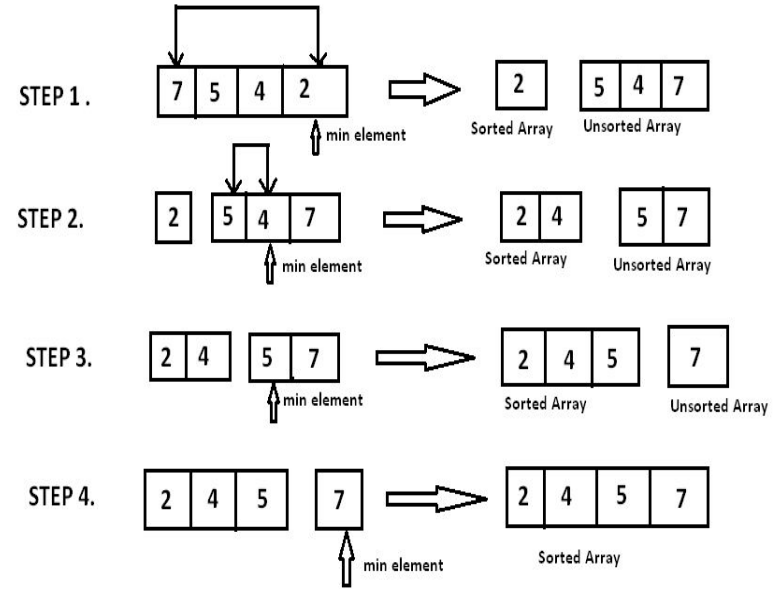 STEP 1.
7 5 4 2
min element
2
Sorted Array
5 4 7
Unsorted Array
STEP 2.
2
5 4 7
min element
2 4
Sorted Array
5 7
Unsorted Array
STEP 3.
2 4
5 7
min element
2 4 5
Sorted Array
7
Unsorted Array
STEP 4.
2 4 5
7
min element
2 4 5 7
Sorted Array